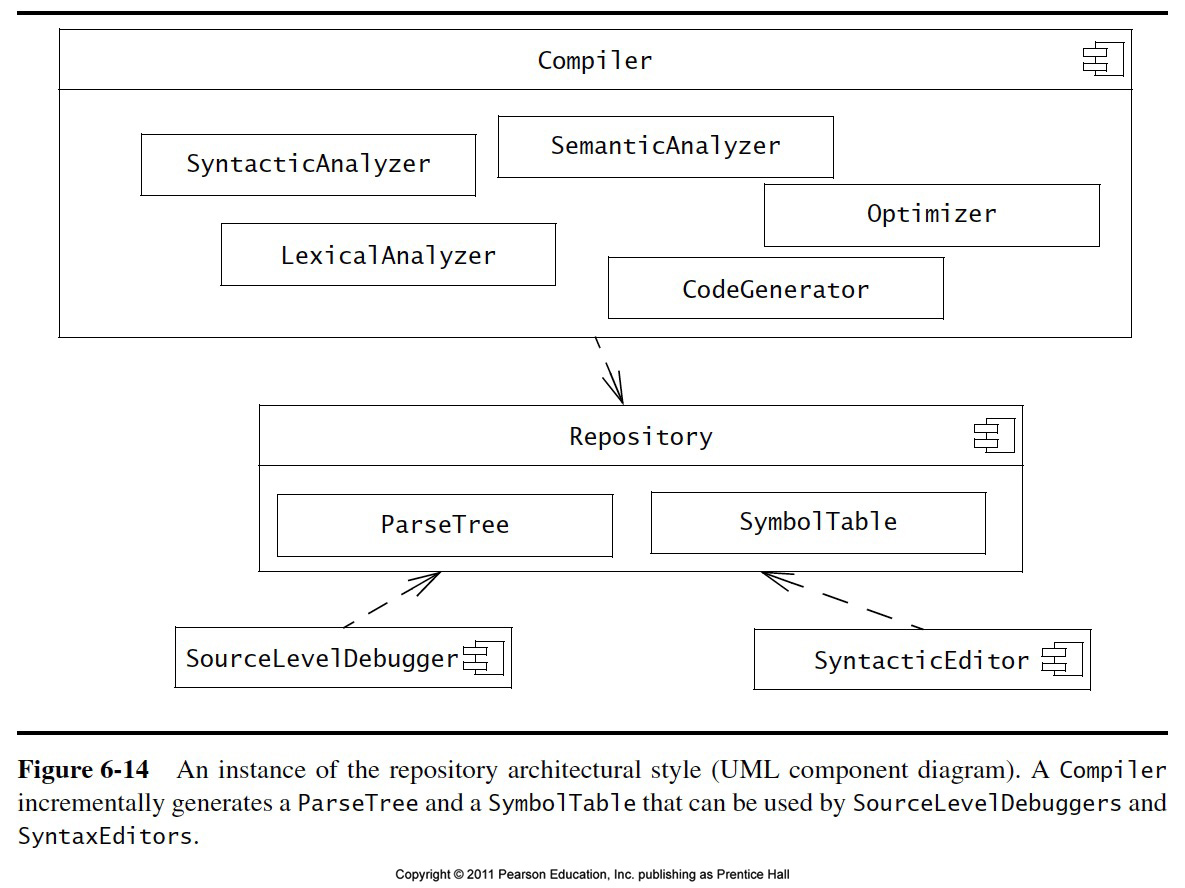 Compiler
SyntacticAnalyzer
SemanticAnalyzer
Optimizer
LexicalAnalyzer
CodeGenerator
Repository
ParseTree
SymbolTable
SourceLevelDebugger
SyntacticEditor
Figure 6-14 An instance of the repository architectural style (UML component diagram). A Compiler
incrementally generates a ParseTree and a SymbolTable that can be used by SourceLevelDebuggers and
SyntaxEditors.
Copyright © 2011 Pearson Education, Inc. publishing as Prentice Hall